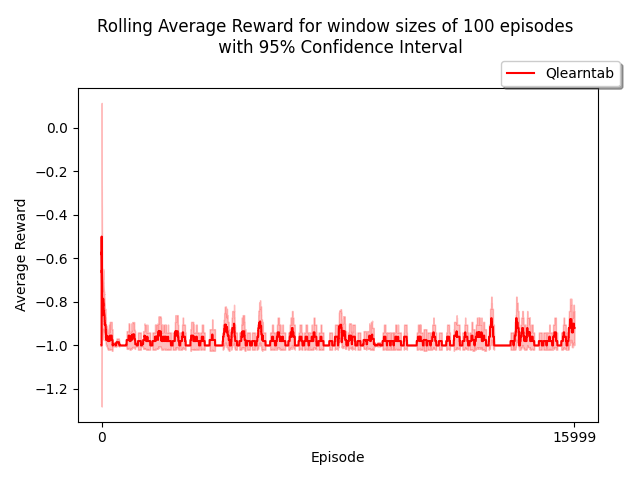 Rolling Average Reward for window sizes of 100 episodes
with 95% Confidence Interval
Qlearntab
Average Reward
0.0
−0.2
−0.4
−0.6
−0.8
−1.0
−1.2
0
15999
Episode